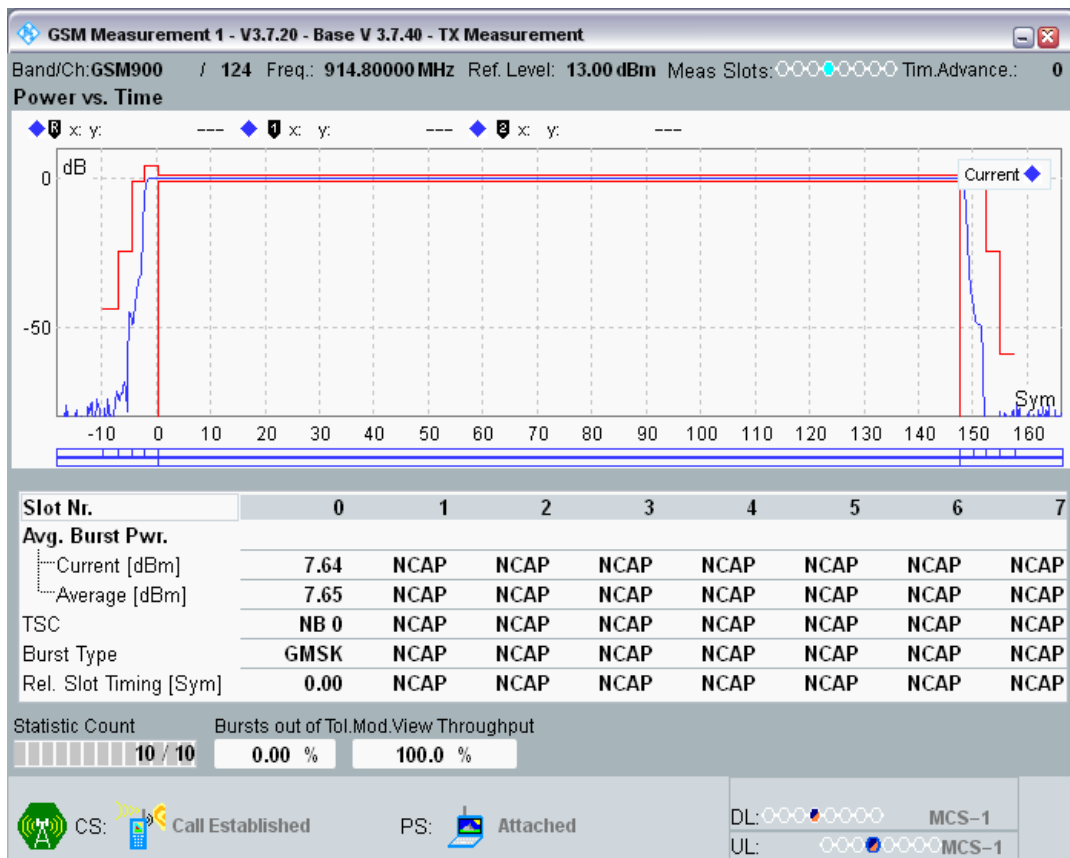 GSM Measurement 1 - V3.7.20 - Base V 3.7.40 - TX Measurement
Band/Ch:GSM900 / 124 Freq.: 914.80000 MHz Ref. Level: 13.00 dBm Meas Slots: Tim.Advance.: 0
Power vs. Time
R x: y: --- 1 x: y: --- 2 x: y: ---
dB
Current
0
-50
Sym
-10 0 10 20 30 40 50 60 70 80 90 100 110 120 130 140 150 160
Slot Nr. 0 1 2 3 4 5 6 7
Avg. Burst Pwr.
Current [dBm] 7.64 NCAP NCAP NCAP NCAP NCAP NCAP NCAP
Average [dBm] 7.65 NCAP NCAP NCAP NCAP NCAP NCAP NCAP
TSC NB 0 NCAP NCAP NCAP NCAP NCAP NCAP NCAP
Burst Type GMSK NCAP NCAP NCAP NCAP NCAP NCAP NCAP
Rel. Slot Timing [Sym] 0.00 NCAP NCAP NCAP NCAP NCAP NCAP NCAP
Statistic Count Bursts out of Tol.Mod.View Throughput
10 / 10 0.00 % 100.0 %
CS: Call Established PS: Attached
DL: MCS-1
UL: MCS-1